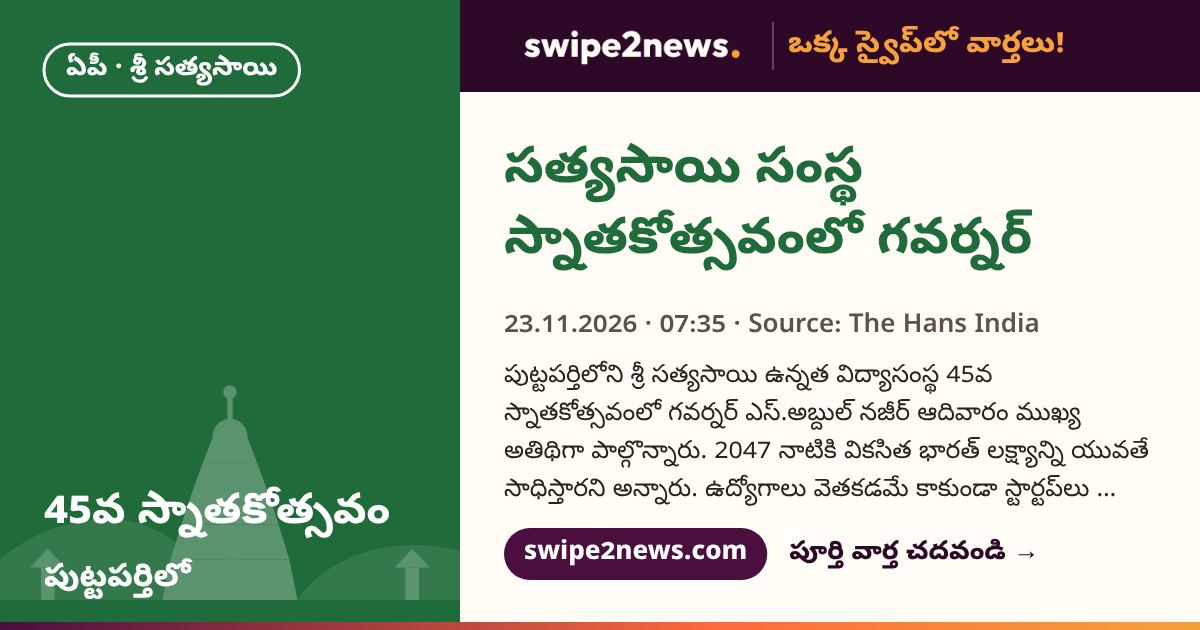 ఏపీ · శ్రీ సత్యసాయి
swipe2news.
ఒక్క స్వైప్‌లో వార్తలు!
సత్యసాయి సంస్థ
స్నాతకోత్సవంలో గవర్నర్
23.11.2026 · 07:35 · Source: The Hans India
పుట్టపర్తిలోని శ్రీ సత్యసాయి ఉన్నత విద్యాసంస్థ 45వ
స్నాతకోత్సవంలో గవర్నర్ ఎస్.అబ్దుల్ నజీర్ ఆదివారం ముఖ్య
అతిథిగా పాల్గొన్నారు. 2047 నాటికి వికసిత భారత్ లక్ష్యాన్ని యువతే
సాధిస్తారని అన్నారు. ఉద్యోగాలు వెతకడమే కాకుండా స్టార్టప్‌లు ...
45వ స్నాతకోత్సవం
పుట్టపర్తిలో
swipe2news.com
పూర్తి వార్త చదవండి →